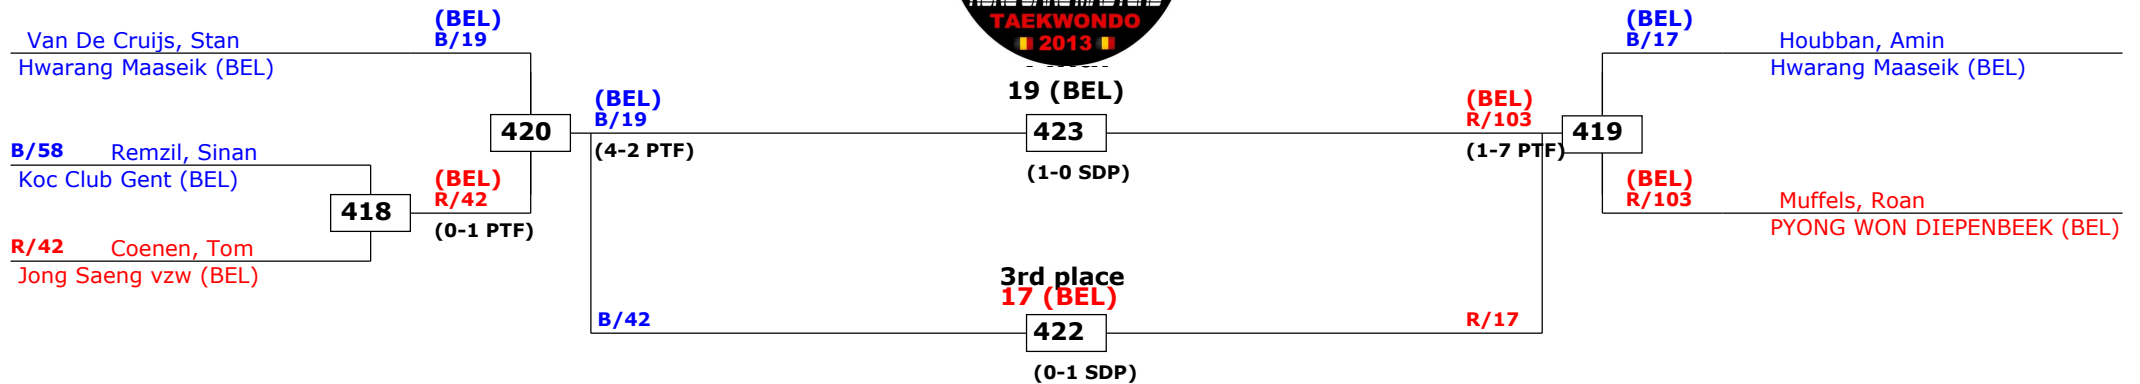 TAEKWONDO
2013
(BEL)
B/19
Van De Cruijs, Stan
Hwarang Maaseik (BEL)
(BEL)
B/17
Houbban, Amin
Hwarang Maaseik (BEL)
19 (BEL)
(BEL)
B/19
420
423
(4-2 PTF)
(1-0 SDP)
(BEL)
R/103
419
(1-7 PTF)
B/58 Remzil, Sinan
Koc Club Gent (BEL)
(BEL)
R/42
418
(0-1 PTF)
R/42 Coenen, Tom
Jong Saeng vzw (BEL)
(BEL)
R/103
Muffels, Roan
PYONG WON DIEPENBEEK (BEL)
3rd place
17 (BEL)
B/42
422
R/17
(0-1 SDP)